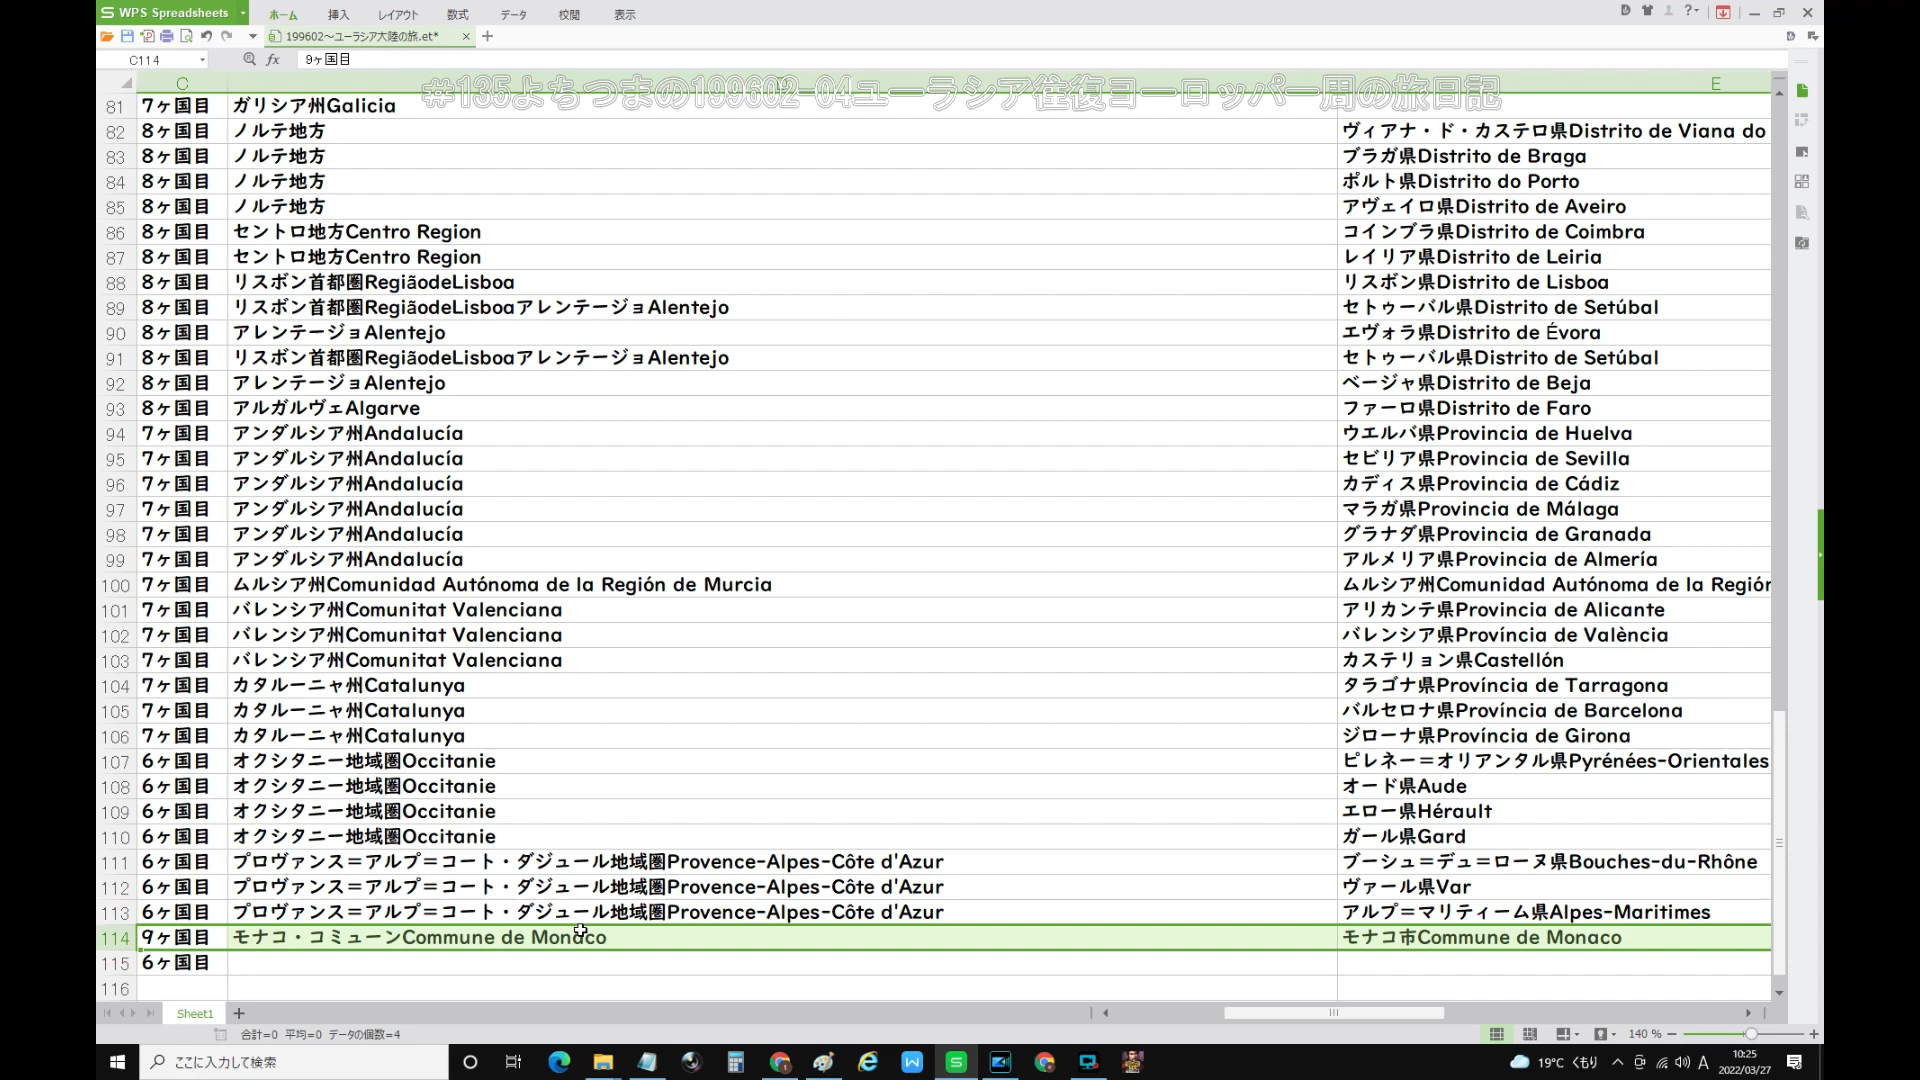 WPS Spreadsheets ホーム 挿入 レイアウト 数式 データ 校閲 表示
199602～ユーラシア大陸の旅.et* × +
C114 fx 9ヶ国目
#135よちつまの199602-04ユーラシア往復ヨーロッパ一周の旅日記
C E
81 7ヶ国目 ガリシア州Galicia
82 8ヶ国目 ノルテ地方 ヴィアナ・ド・カステロ県Distrito de Viana do
83 8ヶ国目 ノルテ地方 ブラガ県Distrito de Braga
84 8ヶ国目 ノルテ地方 ポルト県Distrito do Porto
85 8ヶ国目 ノルテ地方 アヴェイロ県Distrito de Aveiro
86 8ヶ国目 セントロ地方Centro Region コインブラ県Distrito de Coimbra
87 8ヶ国目 セントロ地方Centro Region レイリア県Distrito de Leiria
88 8ヶ国目 リスボン首都圏RegiãodeLisboa リスボン県Distrito de Lisboa
89 8ヶ国目 リスボン首都圏RegiãodeLisboaアレンテージョAlentejo セトゥーバル県Distrito de Setúbal
90 8ヶ国目 アレンテージョAlentejo エヴォラ県Distrito de Évora
91 8ヶ国目 リスボン首都圏RegiãodeLisboaアレンテージョAlentejo セトゥーバル県Distrito de Setúbal
92 8ヶ国目 アレンテージョAlentejo ベージャ県Distrito de Beja
93 8ヶ国目 アルガルヴェAlgarve ファーロ県Distrito de Faro
94 7ヶ国目 アンダルシア州Andalucía ウエルバ県Provincia de Huelva
95 7ヶ国目 アンダルシア州Andalucía セビリア県Provincia de Sevilla
96 7ヶ国目 アンダルシア州Andalucía カディス県Provincia de Cádiz
97 7ヶ国目 アンダルシア州Andalucía マラガ県Provincia de Málaga
98 7ヶ国目 アンダルシア州Andalucía グラナダ県Provincia de Granada
99 7ヶ国目 アンダルシア州Andalucía アルメリア県Provincia de Almería
100 7ヶ国目 ムルシア州Comunidad Autónoma de la Región de Murcia ムルシア州Comunidad Autónoma de la Región
101 7ヶ国目 バレンシア州Comunitat Valenciana アリカンテ県Provincia de Alicante
102 7ヶ国目 バレンシア州Comunitat Valenciana バレンシア県Província de València
103 7ヶ国目 バレンシア州Comunitat Valenciana カステリョン県Castellón
104 7ヶ国目 カタルーニャ州Catalunya タラゴナ県Província de Tarragona
105 7ヶ国目 カタルーニャ州Catalunya バルセロナ県Província de Barcelona
106 7ヶ国目 カタルーニャ州Catalunya ジローナ県Província de Girona
107 6ヶ国目 オクシタニー地域圏Occitanie ピレネー＝オリアンタル県Pyrénées-Orientales
108 6ヶ国目 オクシタニー地域圏Occitanie オード県Aude
109 6ヶ国目 オクシタニー地域圏Occitanie エロー県Hérault
110 6ヶ国目 オクシタニー地域圏Occitanie ガール県Gard
111 6ヶ国目 プロヴァンス＝アルプ＝コート・ダジュール地域圏Provence-Alpes-Côte d'Azur ブーシュ＝デュ＝ローヌ県Bouches-du-Rhône
112 6ヶ国目 プロヴァンス＝アルプ＝コート・ダジュール地域圏Provence-Alpes-Côte d'Azur ヴァール県Var
113 6ヶ国目 プロヴァンス＝アルプ＝コート・ダジュール地域圏Provence-Alpes-Côte d'Azur アルプ＝マリティーム県Alpes-Maritimes
114 9ヶ国目 モナコ・コミューンCommune de Monaco モナコ市Commune de Monaco
115 6ヶ国目
116
Sheet1 +
合計=0 平均=0 データの個数=4 140 %
ここに入力して検索 19°C くもり A 10:25
2022/03/27